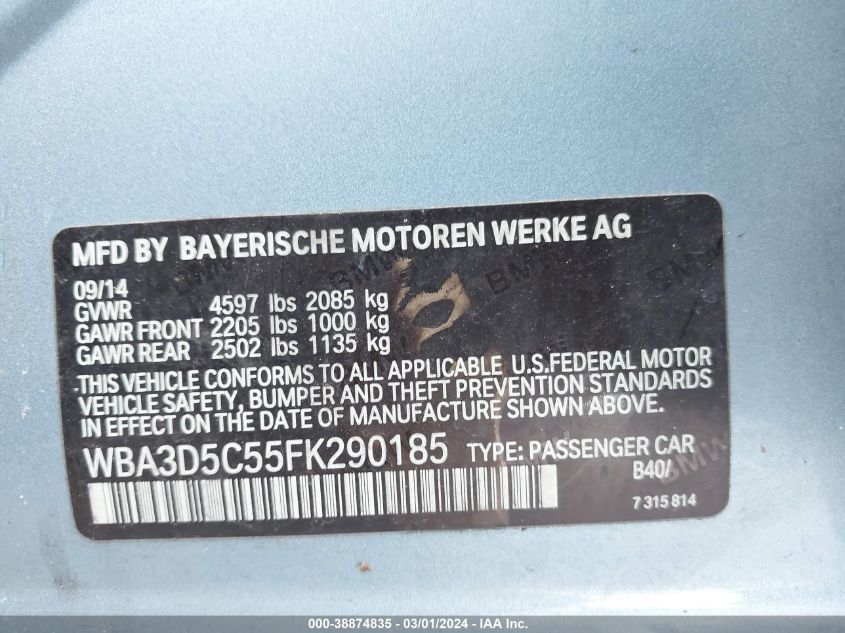 MFD BY BAYERISCHE MOTOREN WERKE AG
09/14
GVWR 4597 lbs 2085 kg
GAWR FRONT 2205 lbs 1000 kg
GAWR REAR 2502 lbs 1135 kg
THIS VEHICLE CONFORMS TO ALL APPLICABLE U.S.FEDERAL MOTOR
VEHICLE SAFETY, BUMPER AND THEFT PREVENTION STANDARDS
IN EFFECT ON THE DATE OF MANUFACTURE SHOWN ABOVE.
WBA3D5C55FK290185 TYPE: PASSENGER CAR
B40/
7 315 814
000-38874835 - 03/01/2024 - IAA Inc.